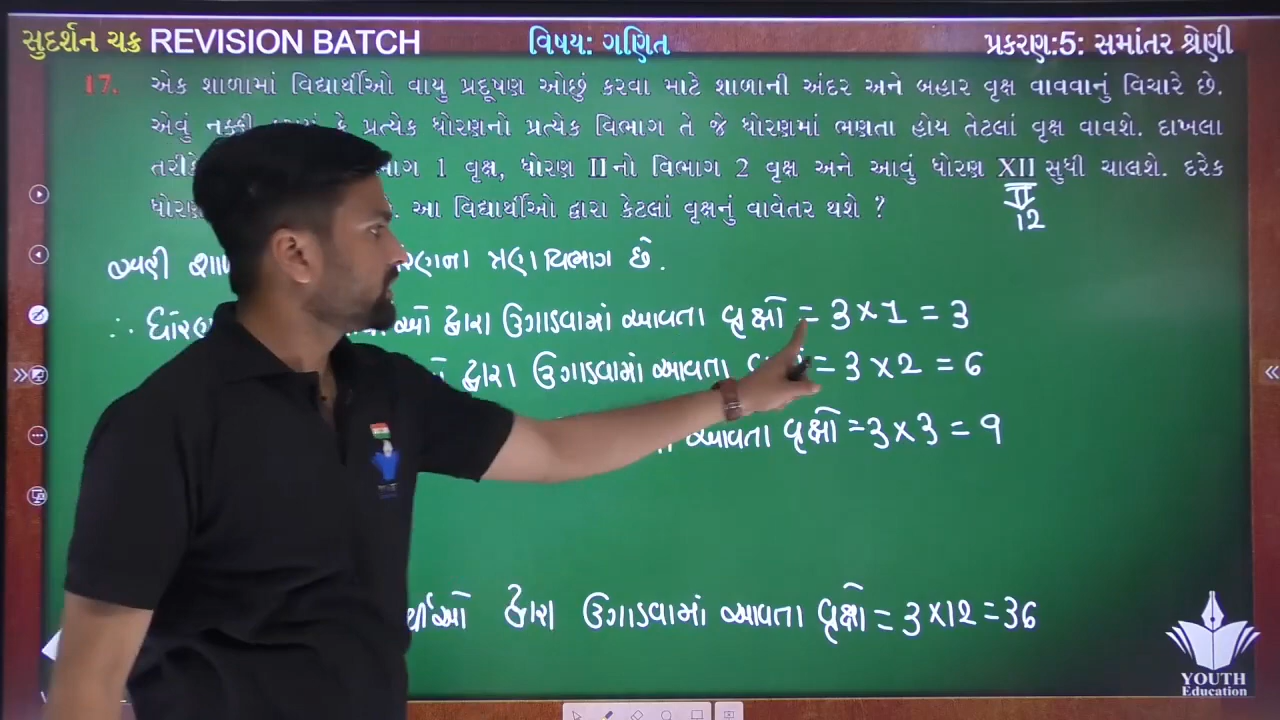 સુદર્શન ચક્ર REVISION BATCH વિષય: ગણિત પ્રકરણ:5: સમાંતર શ્રેણી
17. એક શાળામાં વિદ્યાર્થીઓ વાયુ પ્રદૂષણ ઓછું કરવા માટે શાળાની અંદર અને બહાર વૃક્ષ વાવવાનું વિચારે છે.
એવું નક્કી કે પ્રત્યેક ધોરણનો પ્રત્યેક વિભાગ તે જે ધોરણમાં ભણતા હોય તેટલાં વૃક્ષ વાવશે. દાખલા
1 વૃક્ષ, ધોરણ II નો વિભાગ 2 વૃક્ષ અને આવું ધોરણ XII સુધી ચાલશે. દરેક
આ વિદ્યાર્થીઓ દ્વારા કેટલાં વૃક્ષનું વાવેતર થશે ?
12
ત્રણ વિભાગ છે.
∴ દ્વારા ઉગાડવામાં આવતા વૃક્ષો = 3 × 1 = 3
દ્વારા ઉગાડવામાં આવતા = 3 × 2 = 6
આવતા વૃક્ષો = 3 × 3 = 9
દ્વારા ઉગાડવામાં આવતા વૃક્ષો = 3 × 12 = 36
YOUTH
Education